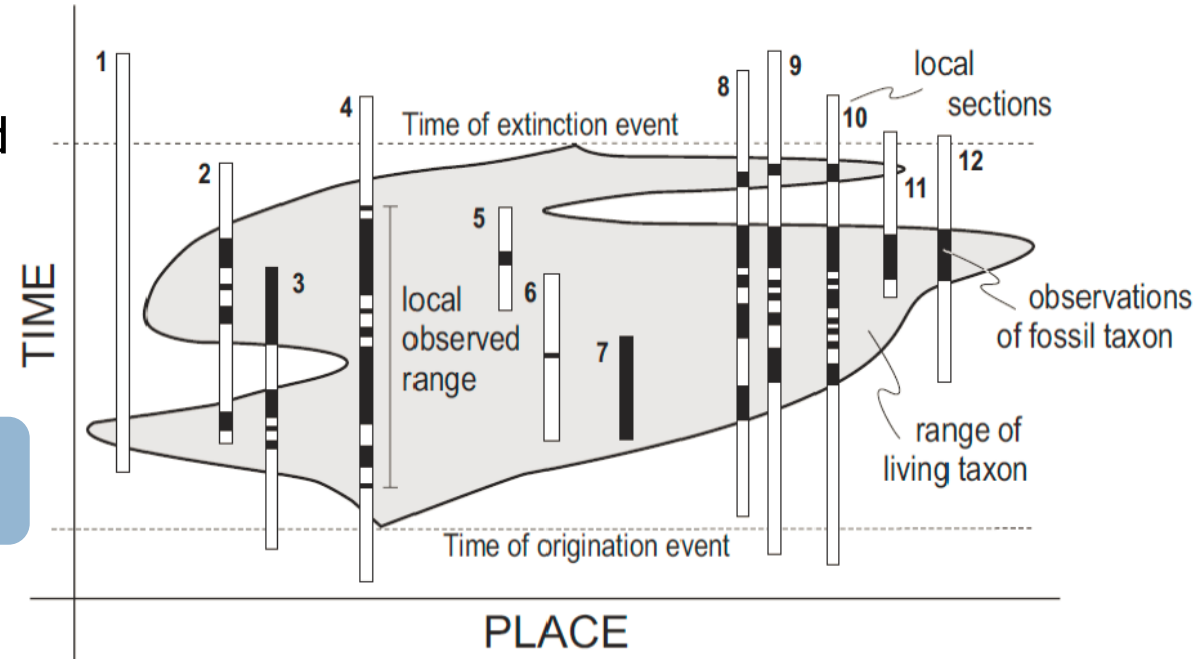 d
1
2
3
4
5
6
7
8
9
10
11
12
Time of extinction event
local
sections
local
observed
range
observations
of fossil taxon
range of
living taxon
Time of origination event
TIME
PLACE